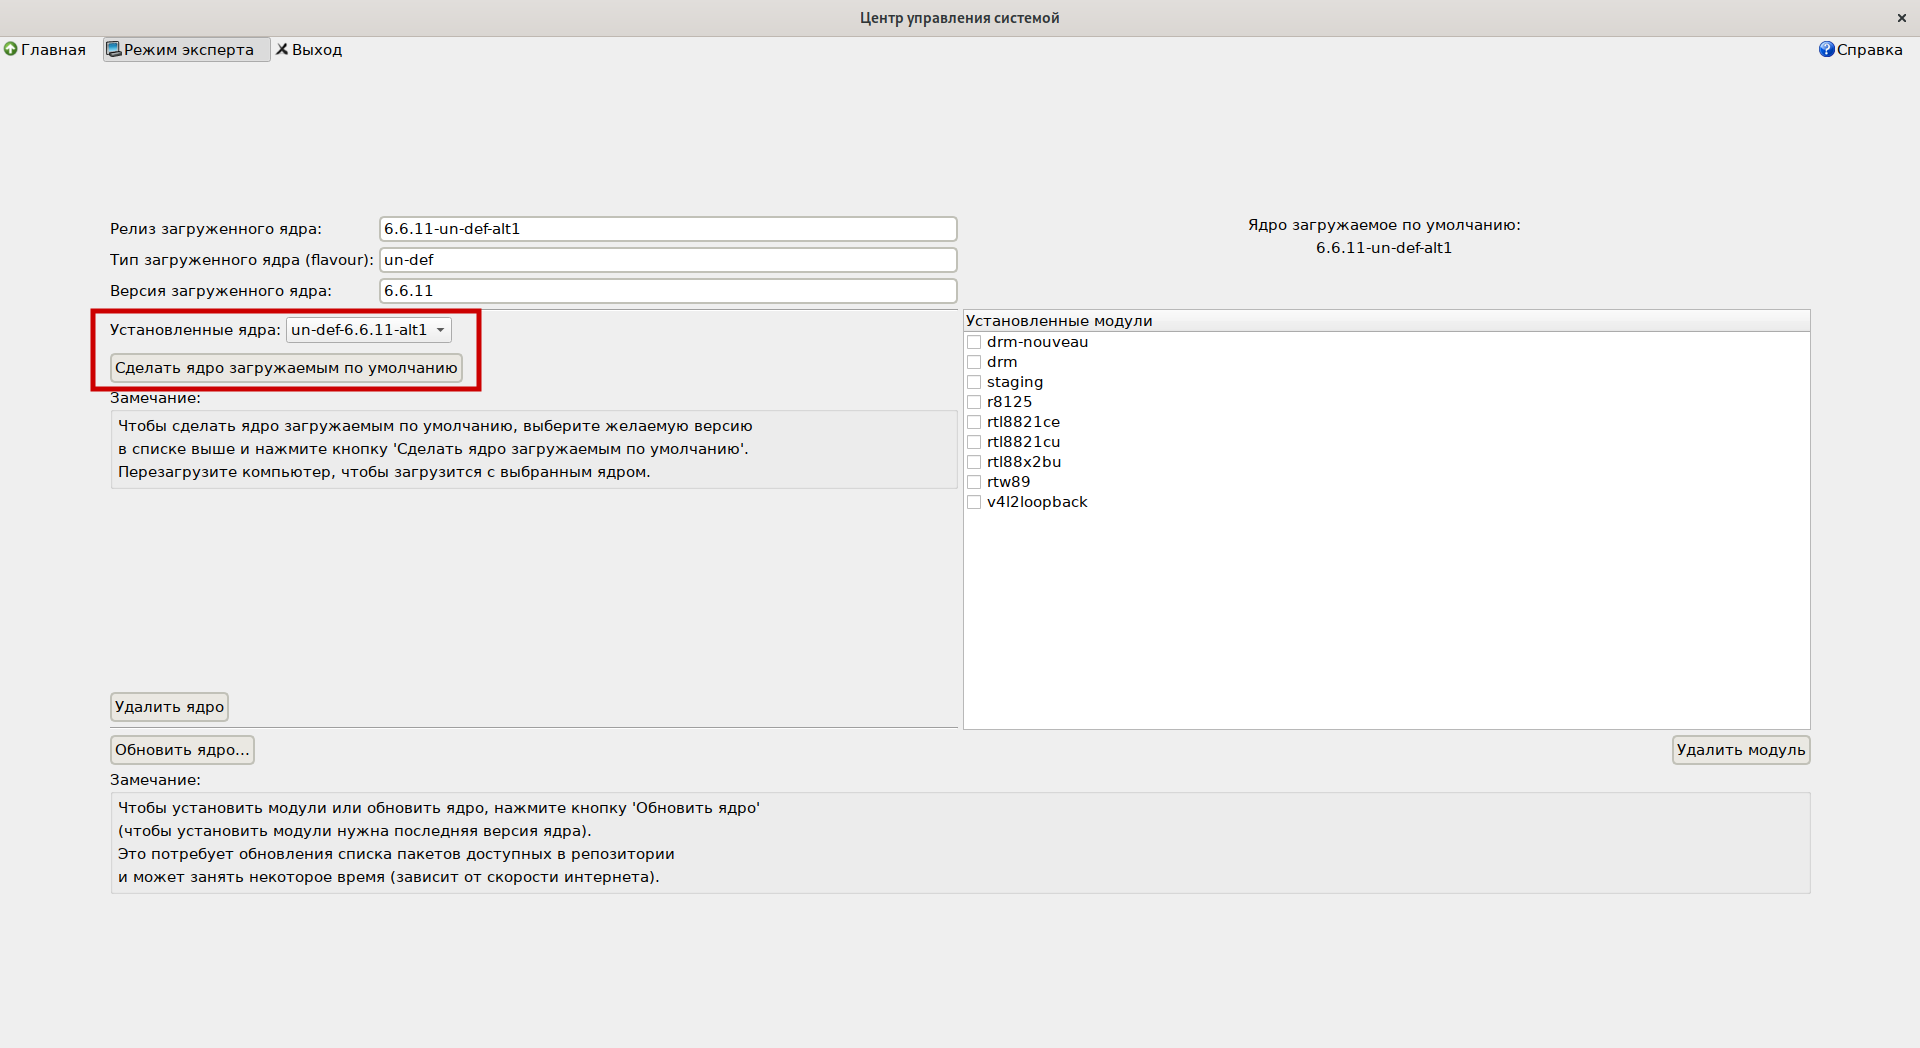 Центр управления системой
Главная
Режим эксперта
Выход
Справка
Релиз загруженного ядра: 6.6.11-un-def-alt1
Тип загруженного ядра (flavour): un-def
Версия загруженного ядра: 6.6.11
Ядро загружаемое по умолчанию:
6.6.11-un-def-alt1
Установленные ядра: un-def-6.6.11-alt1
Сделать ядро загружаемым по умолчанию
Замечание:
Чтобы сделать ядро загружаемым по умолчанию, выберите желаемую версию
в списке выше и нажмите кнопку 'Сделать ядро загружаемым по умолчанию'.
Перезагрузите компьютер, чтобы загрузится с выбранным ядром.
Установленные модули
drm-nouveau
drm
staging
r8125
rtl8821ce
rtl8821cu
rtl88x2bu
rtw89
v4l2loopback
Удалить ядро
Обновить ядро...
Удалить модуль
Замечание:
Чтобы установить модули или обновить ядро, нажмите кнопку 'Обновить ядро'
(чтобы установить модули нужна последняя версия ядра).
Это потребует обновления списка пакетов доступных в репозитории
и может занять некоторое время (зависит от скорости интернета).